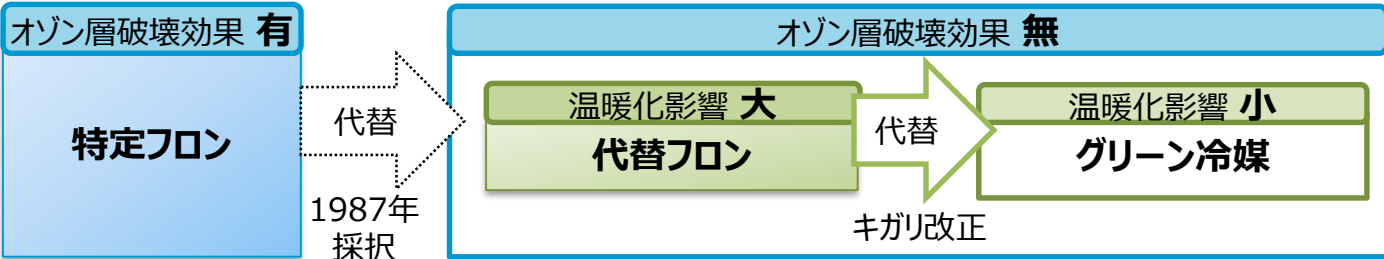 オゾン層破壊効果 有
特定フロン
代替
1987年
採択
オゾン層破壊効果 無
温暖化影響 大
代替フロン
代替
キガリ改正
温暖化影響 小
グリーン冷媒